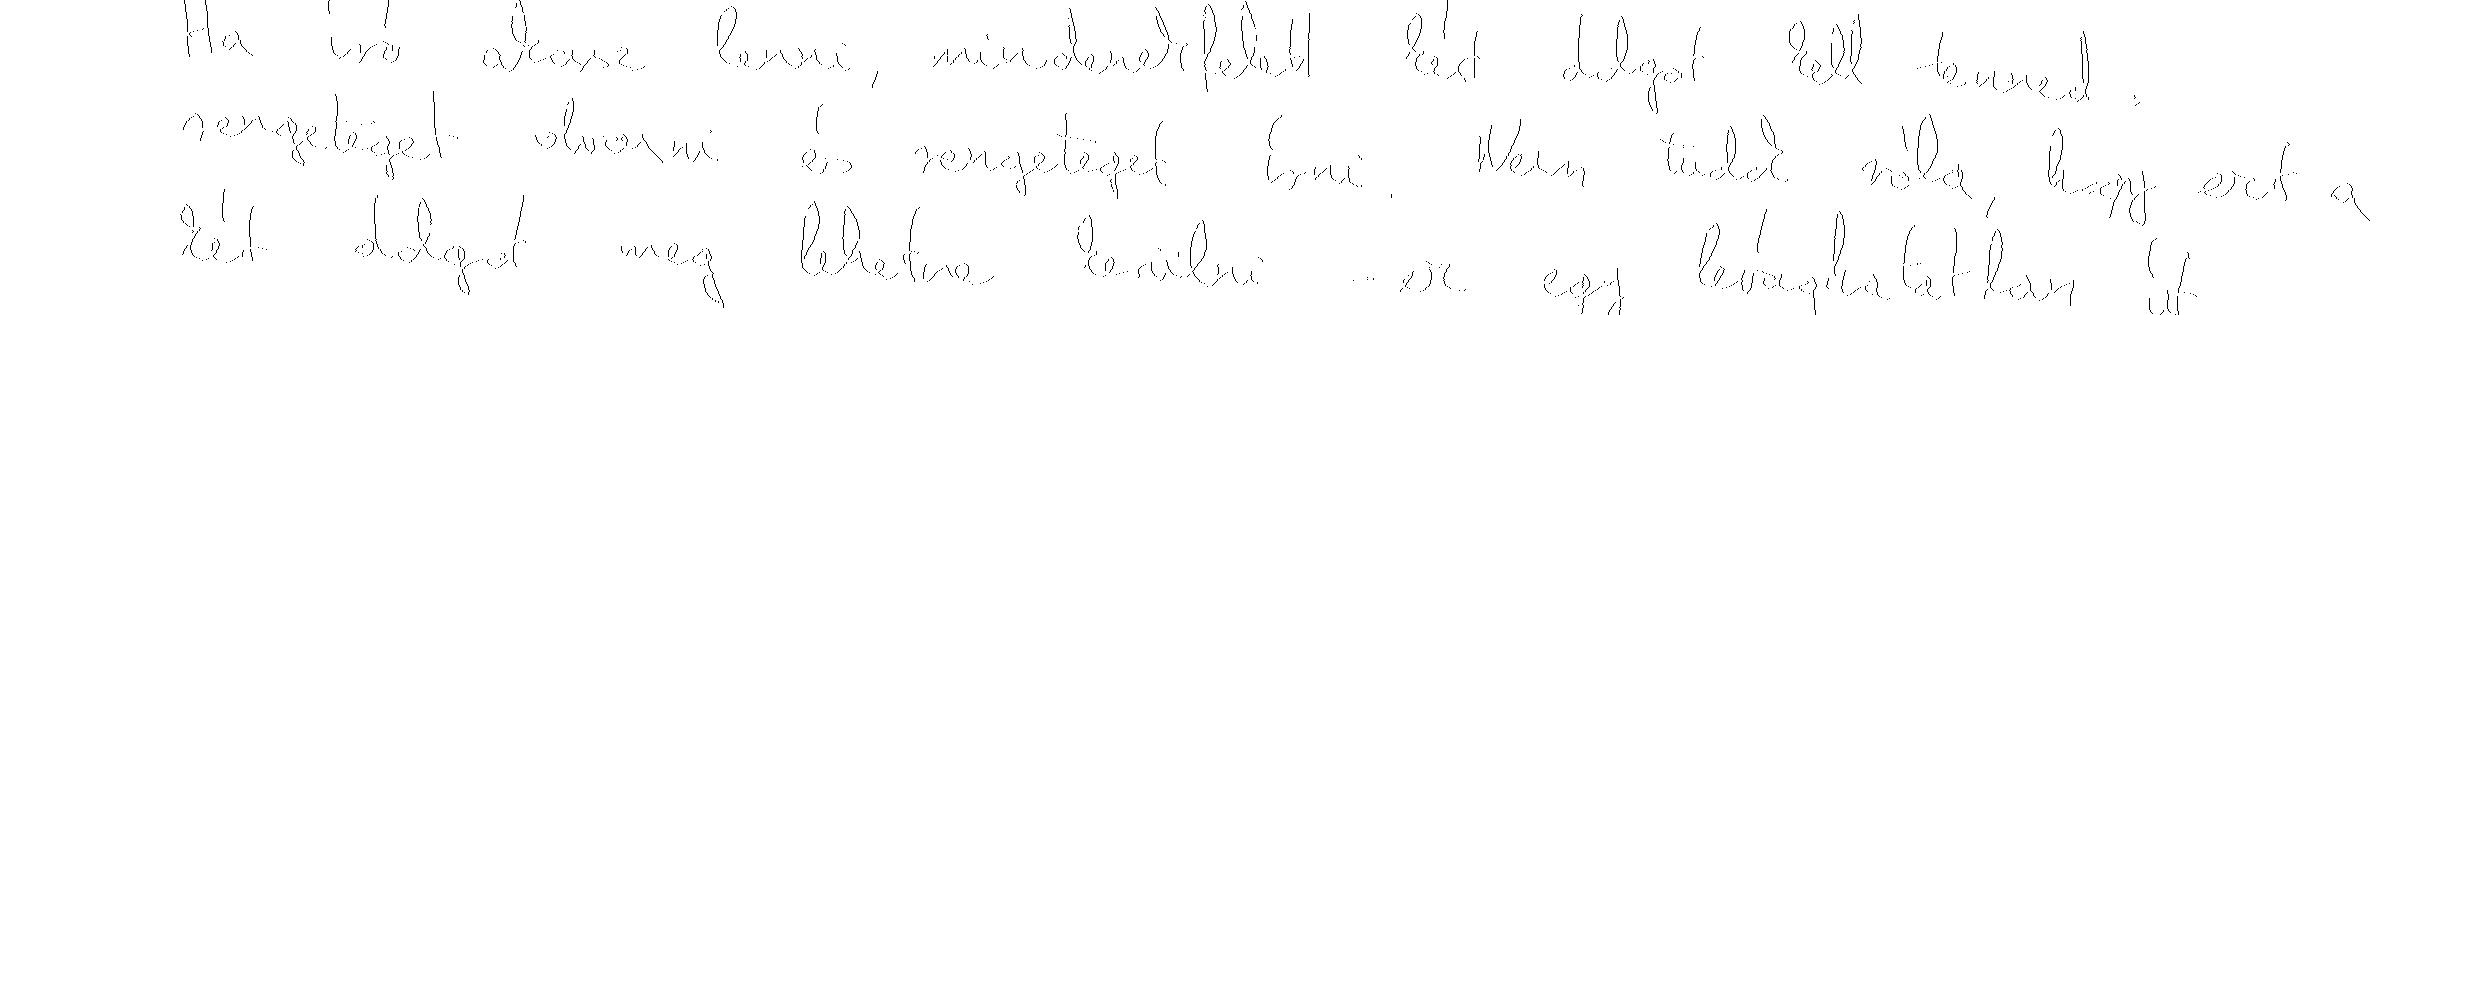 Ha író akarsz lenni, mindenekfelett két dolgot kell tenned:
rengeteget olvasni és rengeteget írni. Nem tudok róla, hogy ezt a
két dolgot meg lehetne kerülni - ez egy levághatatlan út